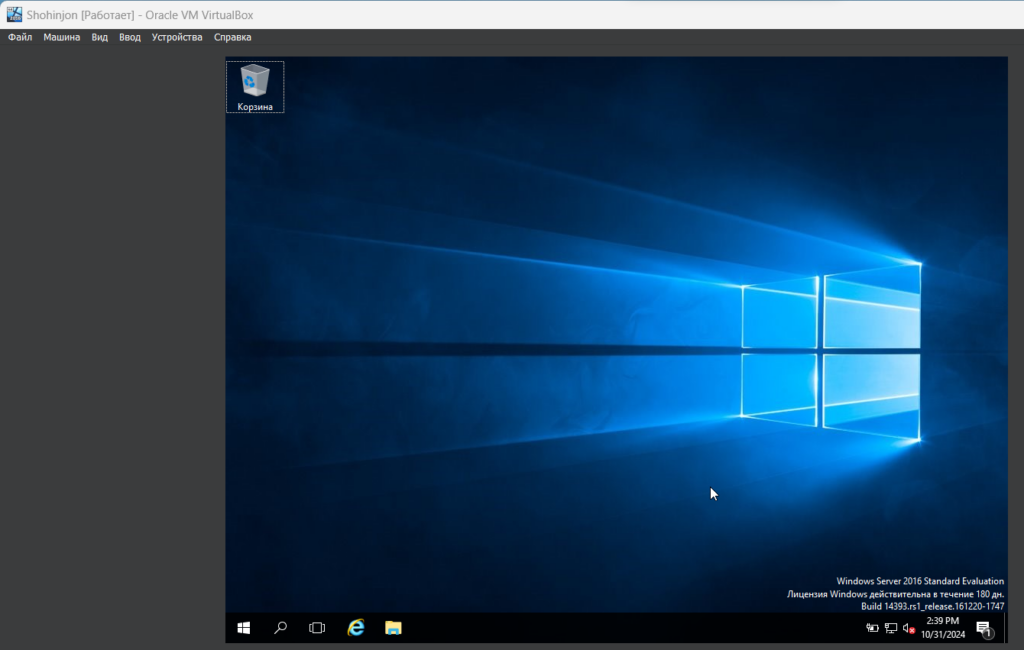 Shohinjon [Работает] - Oracle VM VirtualBox
Файл Машина Вид Ввод Устройства Справка
Корзина
Windows Server 2016 Standard Evaluation
Лицензия Windows действительна в течение 180 дн.
Build 14393.rs1_release.161220-1747
2:39 PM
10/31/2024
1